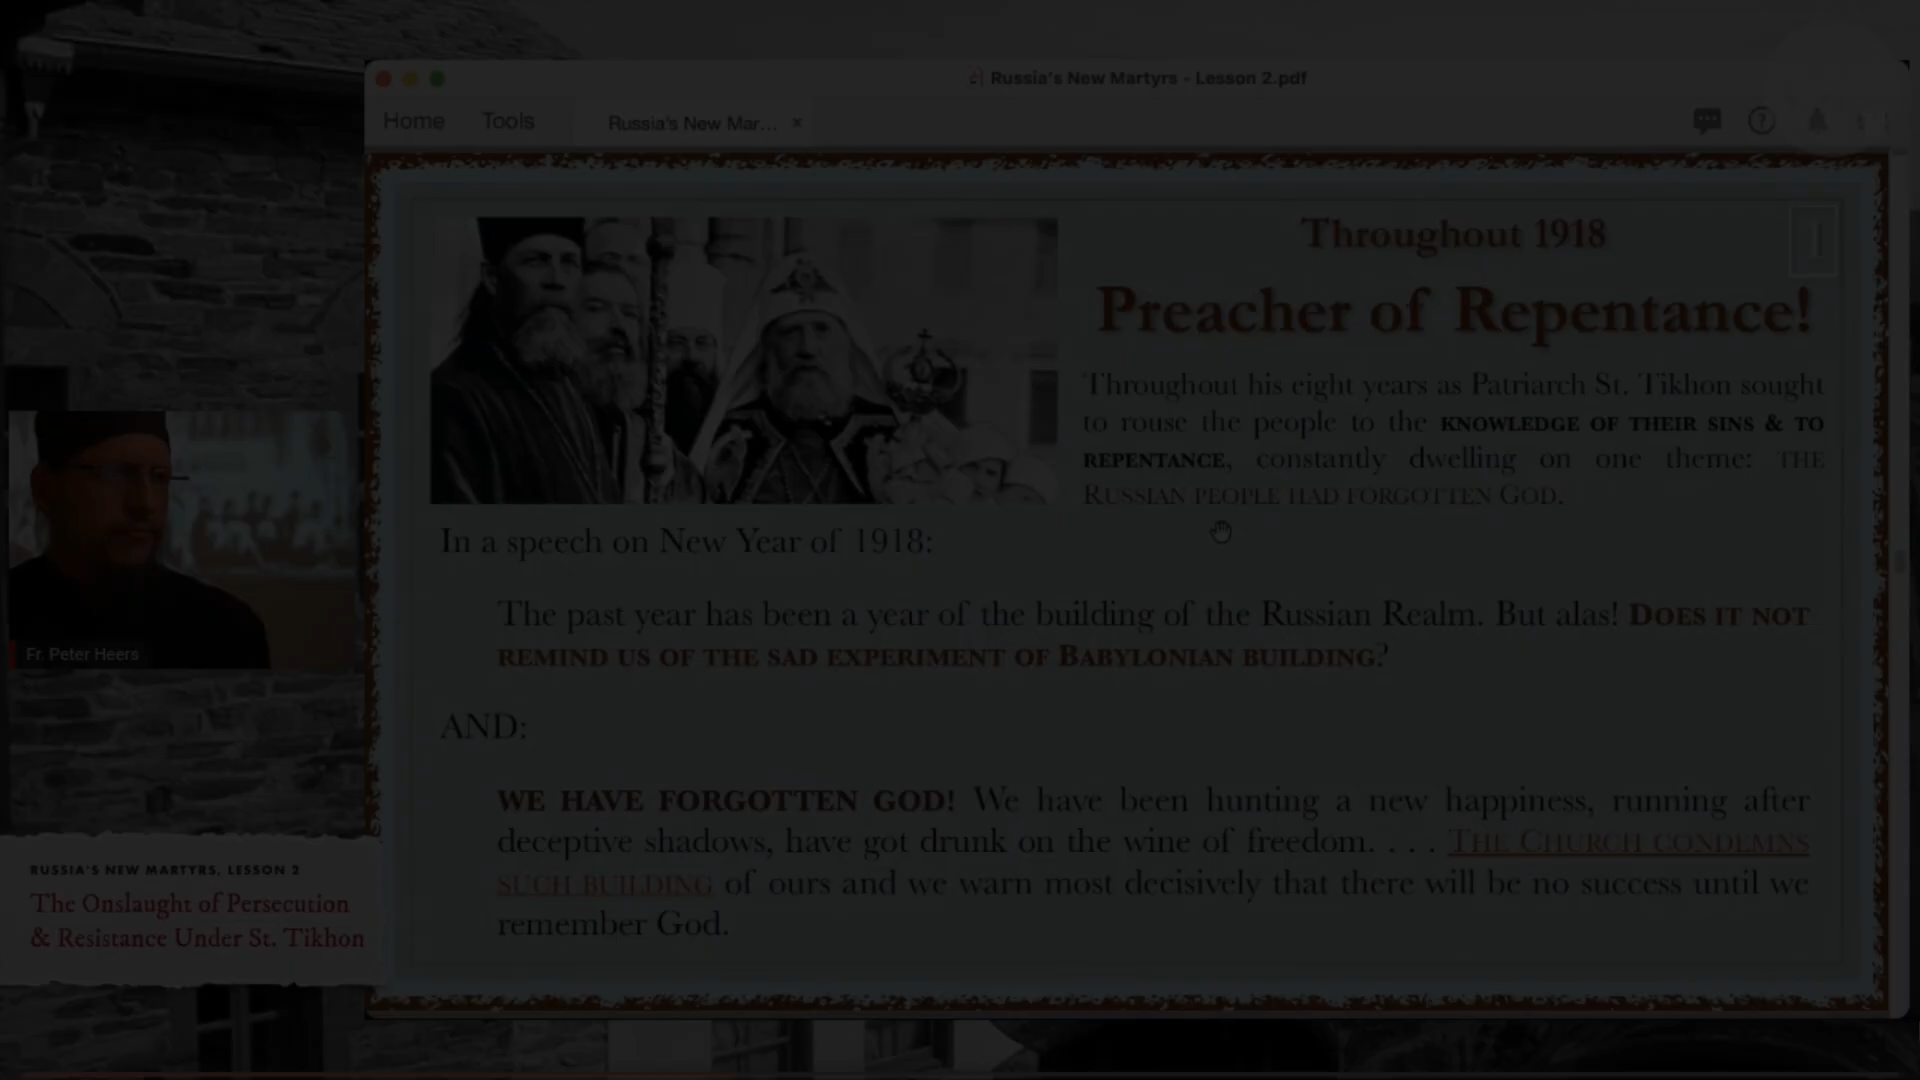 Russia's New Martyrs - Lesson 2.pdf
Home Tools Russia's New Mar... ×
Throughout 1918
Preacher of Repentance!
Throughout his eight years as Patriarch St. Tikhon sought
to rouse the people to the KNOWLEDGE OF THEIR SINS & TO
REPENTANCE, constantly dwelling on one theme: THE
RUSSIAN PEOPLE HAD FORGOTTEN GOD.
In a speech on New Year of 1918:
The past year has been a year of the building of the Russian Realm. But alas! DOES IT NOT
REMIND US OF THE SAD EXPERIMENT OF BABYLONIAN BUILDING?
AND:
WE HAVE FORGOTTEN GOD! We have been hunting a new happiness, running after
deceptive shadows, have got drunk on the wine of freedom. . . . THE CHURCH CONDEMNS
SUCH BUILDING of ours and we warn most decisively that there will be no success until we
remember God.
Fr. Peter Heers
RUSSIA'S NEW MARTYRS, LESSON 2
The Onslaught of Persecution
& Resistance Under St. Tikhon